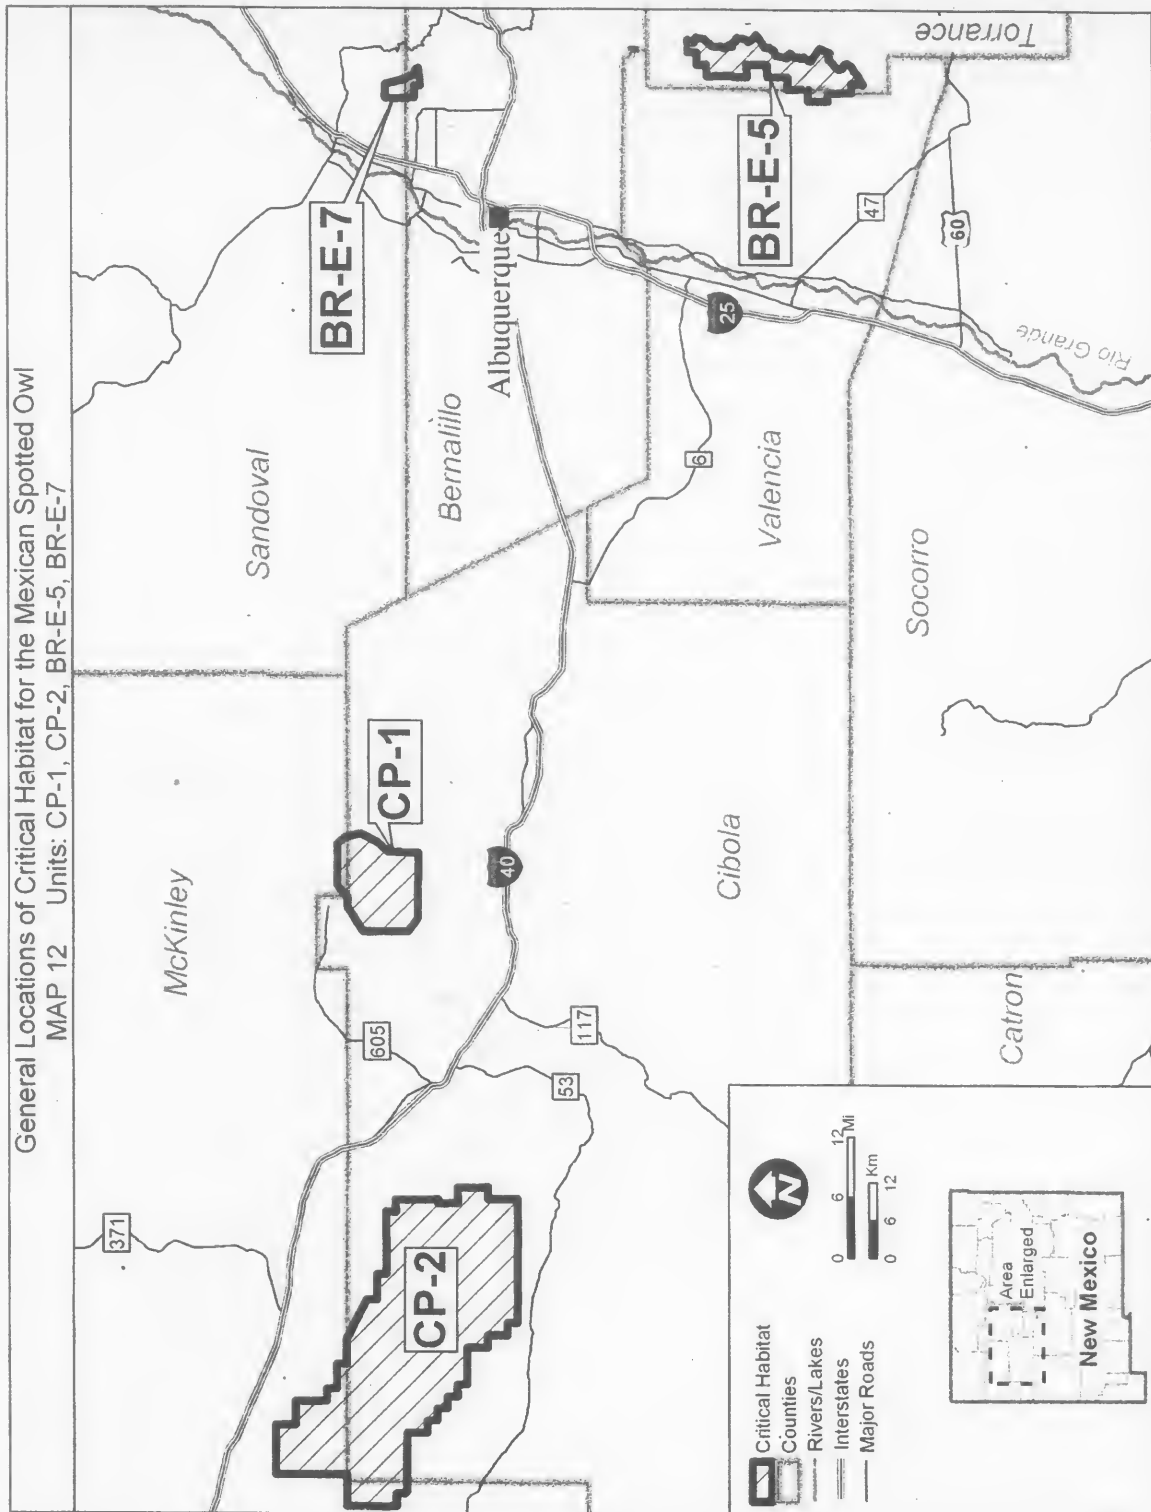 General Locations of Critical Habitat for the Mexican Spotted Owl
MAP 12 Units: CP-1, CP-2, BR-E-5, BR-E-7
371
McKinley
Sandoval
BR-E-7
605
CP-1
Bernalillo
Albuquerque
CP-2
53
117
40
Cibola
6
Valencia
25
BR-E-5
47
60
Torrance
Rio Grande
Socorro
Catron
Critical Habitat
Counties
Rivers/Lakes
Interstates
Major Roads
N
0 6 12 Mi
Km
0 6 12
Area
Enlarged
New Mexico